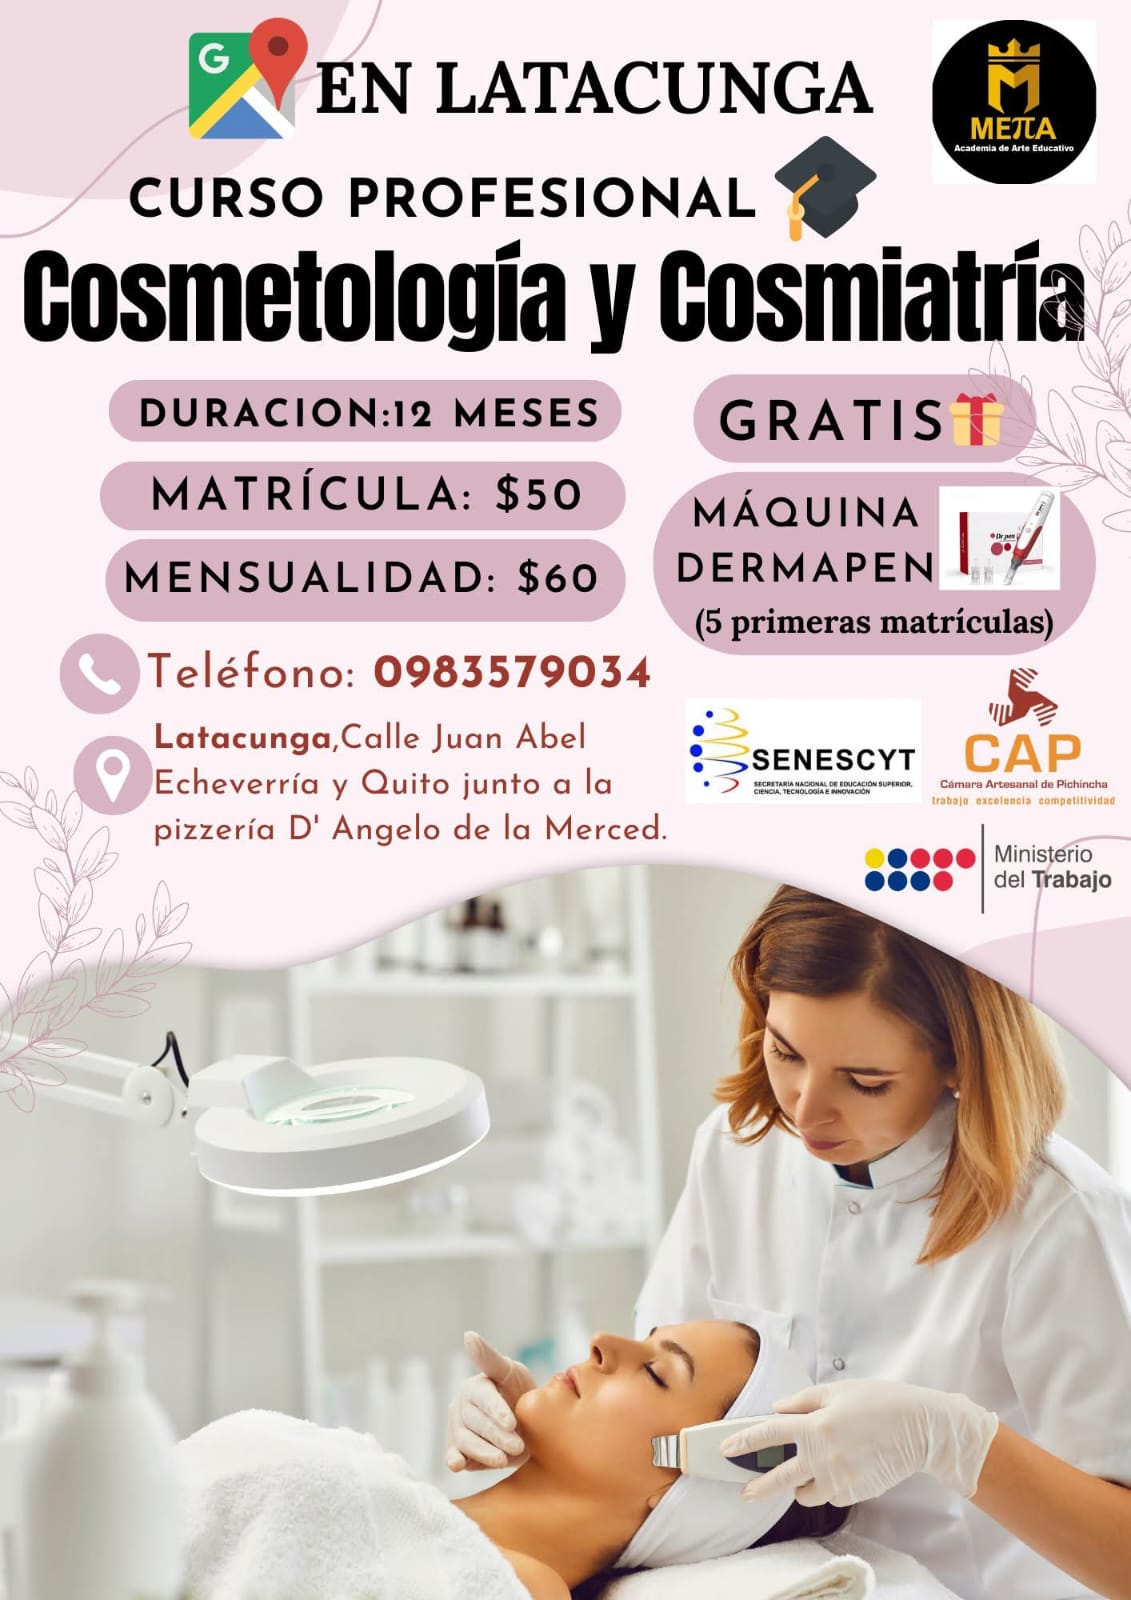 G
EN LATACUNGA
M
MEπA
Academia de Arte Educativo
CURSO PROFESIONAL
Cosmetología y Cosmiatría
DURACION:12 MESES
MATRÍCULA: $50
MENSUALIDAD: $60
GRATIS
MÁQUINA
DERMAPEN
Dr.pen
(5 primeras matrículas)
Teléfono: 0983579034
Latacunga,Calle Juan Abel
Echeverría y Quito junto a la
pizzería D' Angelo de la Merced.
SENESCYT
SECRETARÍA NACIONAL DE EDUCACIÓN SUPERIOR,
CIENCIA, TECNOLOGÍA E INNOVACIÓN
CAP
Cámara Artesanal de Pichincha
trabajo excelencia competitividad
Ministerio
del Trabajo